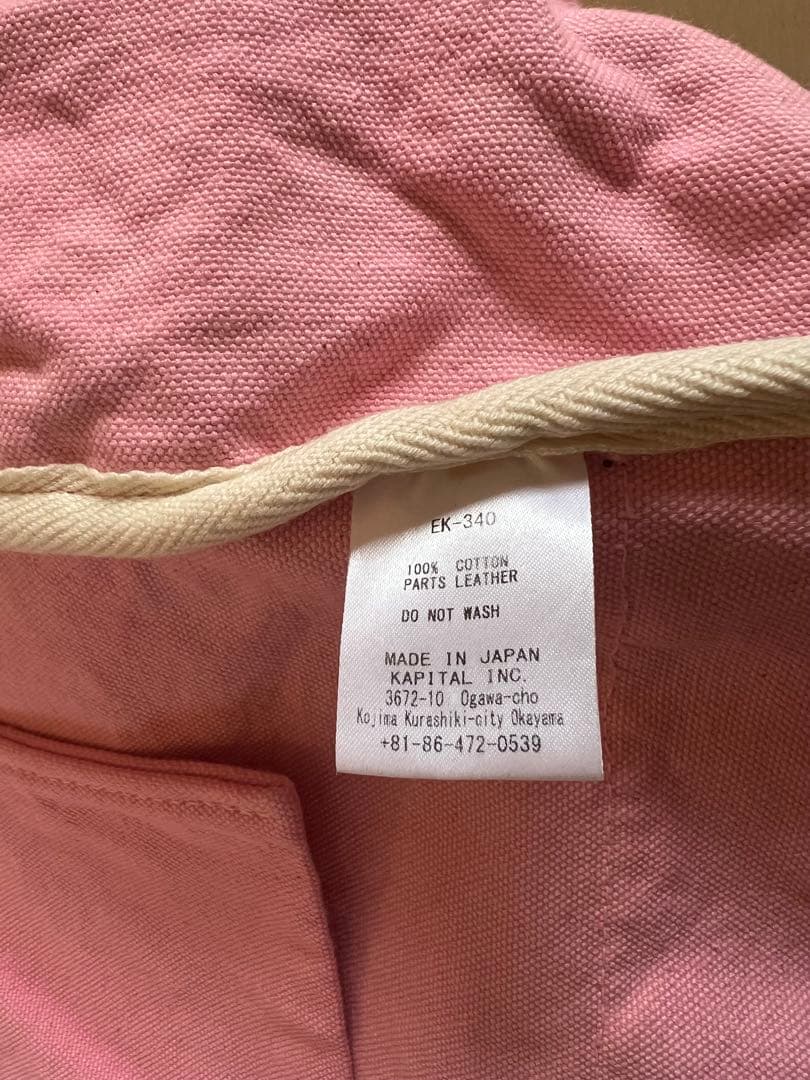 EK-340
100% COTTON
PARTS LEATHER
DO NOT WASH
MADE IN JAPAN
KAPITAL INC.
3672-10 Ogawa-cho
Kojima Kurashiki-city Okayama
+81-86-472-0539